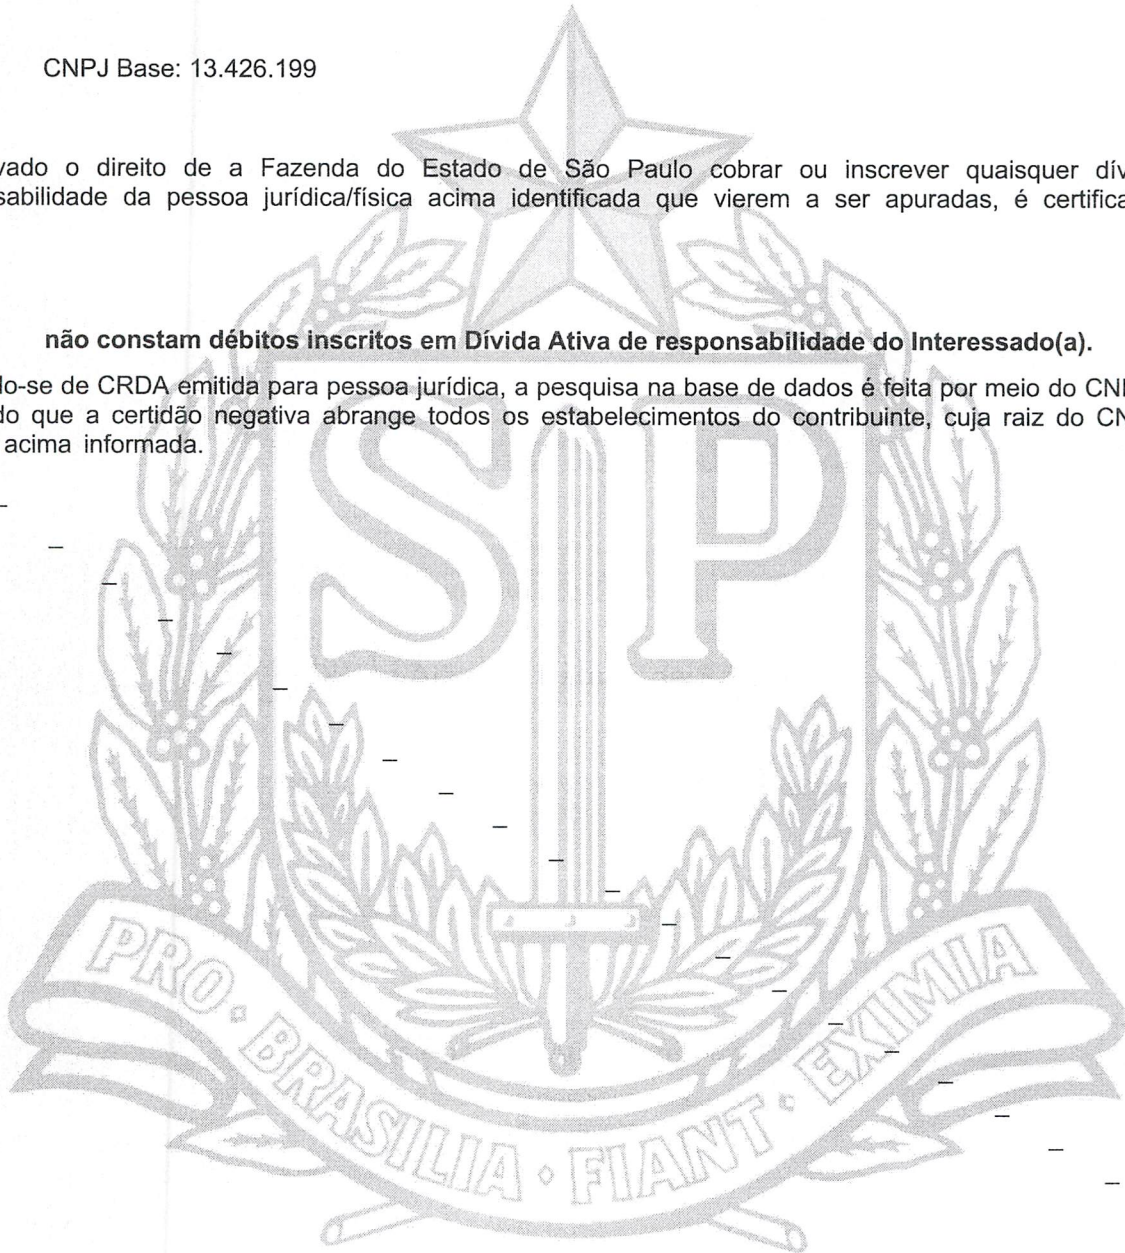 CNPJ Base: 13.426.199
vado o direito de a Fazenda do Estado de São Paulo cobrar ou inscrever quaisquer dív
sabilidade da pessoa jurídica/física acima identificada que vierem a ser apuradas, é certifica
não constam débitos inscritos em Dívida Ativa de responsabilidade do Interessado(a).
do-se de CRDA emitida para pessoa jurídica, a pesquisa na base de dados é feita por meio do CN
do que a certidão negativa abrange todos os estabelecimentos do contribuinte, cuja raiz do CN
acima informada.
SP
PRO · BRASILIA · FIANT · EXIMIA